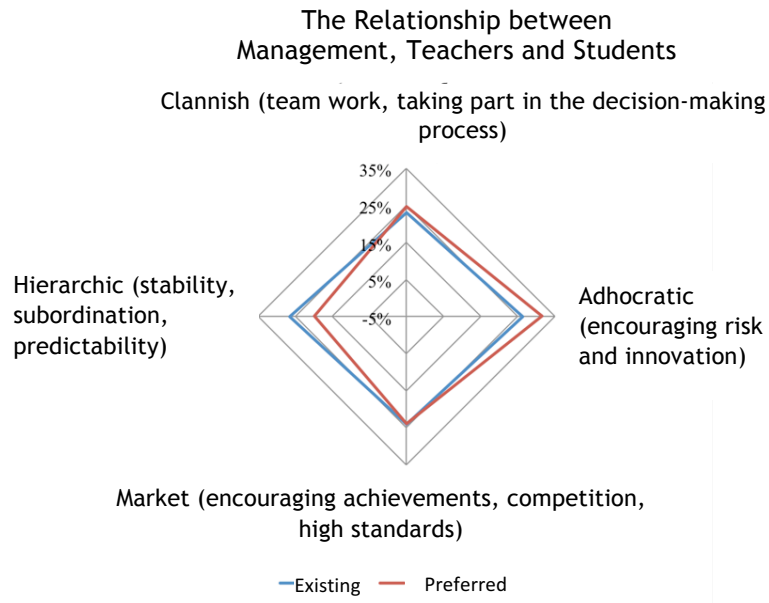 The Relationship between
Management, Teachers and Students
Clannish (team work, taking part in the decision-making
process)
35%
25%
15%
5%
-5%
Hierarchic (stability,
subordination,
predictability)
Adhocratic
(encouraging risk
and innovation)
Market (encouraging achievements, competition,
high standards)
Existing Preferred